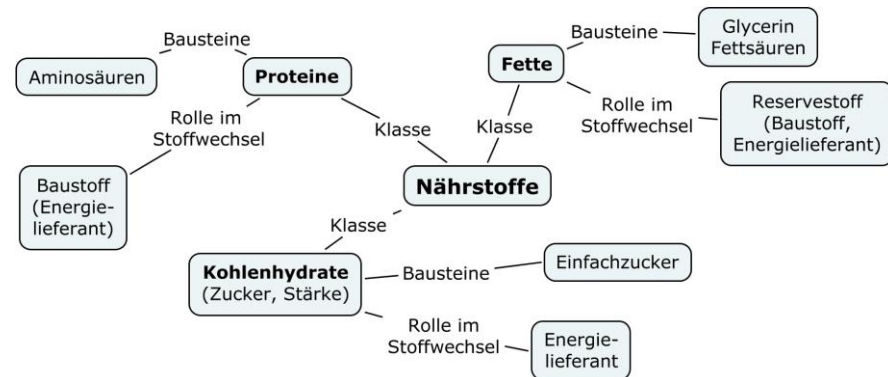 Bausteine
Aminosäuren
Proteine
Rolle im
Stoffwechsel
Baustoff
(Energie-
lieferant)
Klasse
Fette
Bausteine
Glycerin
Fettsäuren
Rolle im
Stoffwechsel
Reservestoff
(Baustoff,
Energielieferant)
Klasse
Nährstoffe
Klasse
Kohlenhydrate
(Zucker, Stärke)
Bausteine
Einfachzucker
Rolle im
Stoffwechsel
Energie-
lieferant